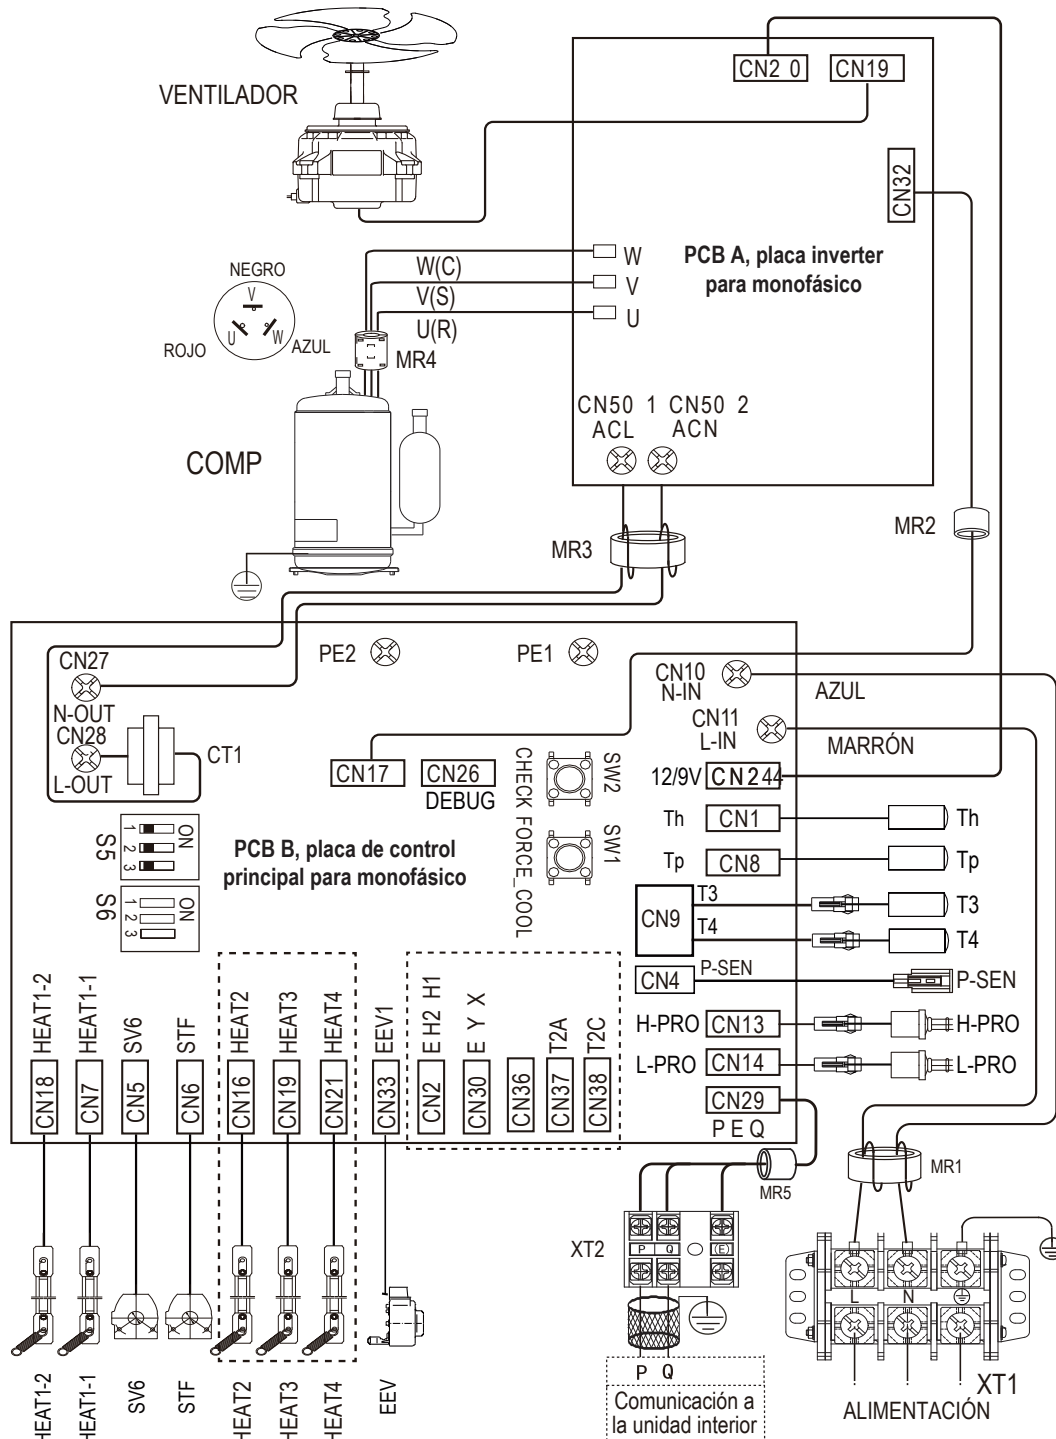 CN2 0 CN19
VENTILADOR
CN32
PCB A, placa inverter
para monofásico
W
V
U
W(C)
V(S)
U(R)
NEGRO
V
U W
ROJO AZUL
MR4
CN50 1 CN50 2
ACL ACN
COMP
MR2
MR3
CN27
N-OUT
CN28
L-OUT
CT1
PE2
PE1
CN10
N-IN
AZUL
CN11
L-IN
MARRÓN
CN17
CN26
DEBUG
CHECK FORCE_COOL
SW2
SW1
12/9V CN244
Th CN1 Th
Tp CN8 Tp
S5
ON
1 2 3
S6
ON
1 2 3
PCB B, placa de control
principal para monofásico
CN9
T3 T3
T4 T4
CN4 P-SEN P-SEN
H-PRO CN13 H-PRO
L-PRO CN14 L-PRO
CN29
P E Q
HEAT1-2
HEAT1-1
SV6
STF
HEAT2
HEAT3
HEAT4
EEV1
E H2 H1
E Y X
T2A
T2C
CN18
CN7
CN5
CN6
CN16
CN19
CN21
CN33
CN2
CN30
CN36
CN37
CN38
MR5
MR1
XT2
P Q (E)
L N
XT1
ALIMENTACIÓN
HEAT1-2
HEAT1-1
SV6
STF
HEAT2
HEAT3
HEAT4
EEV
P Q
Comunicación a
la unidad interior